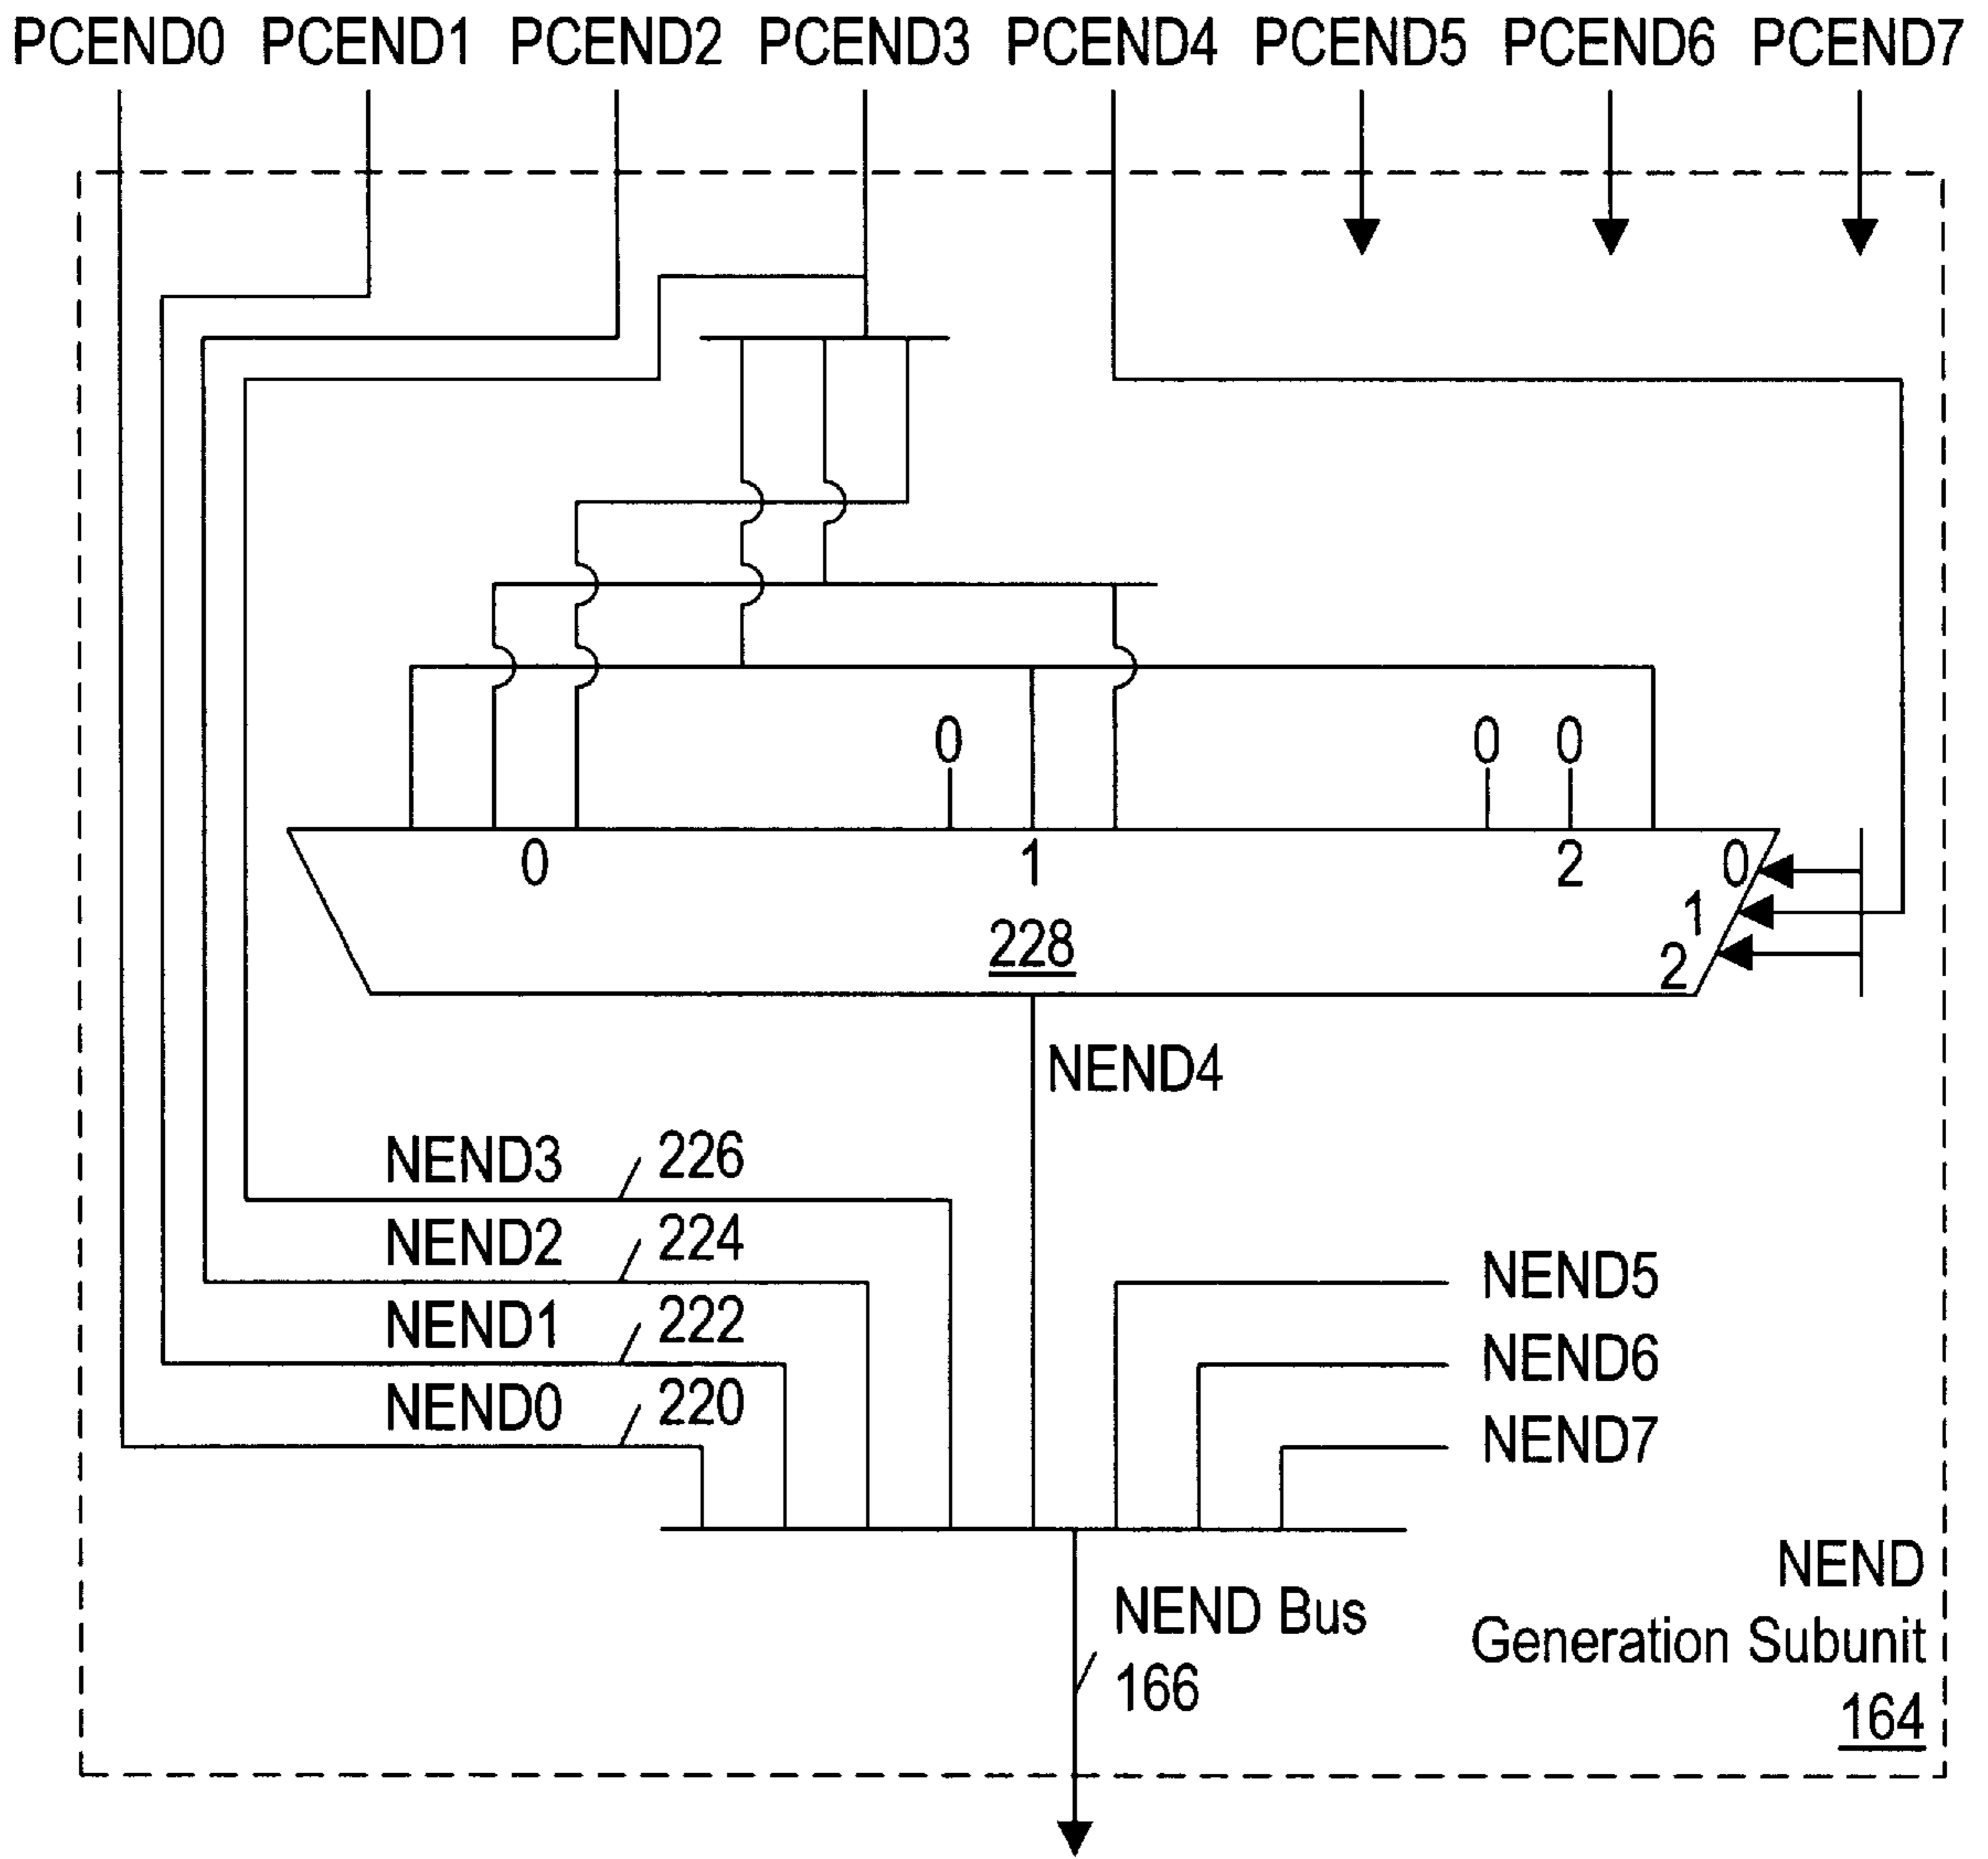 PCEND0 PCEND1 PCEND2 PCEND3 PCEND4 PCEND5 PCEND6 PCEND7
0 0 0
0 1 2 0
1
228
2
NEND4
NEND3 226
NEND2 224
NEND1 222
NEND0 220
NEND5
NEND6
NEND7
NEND Bus
166
NEND
Generation Subunit
164